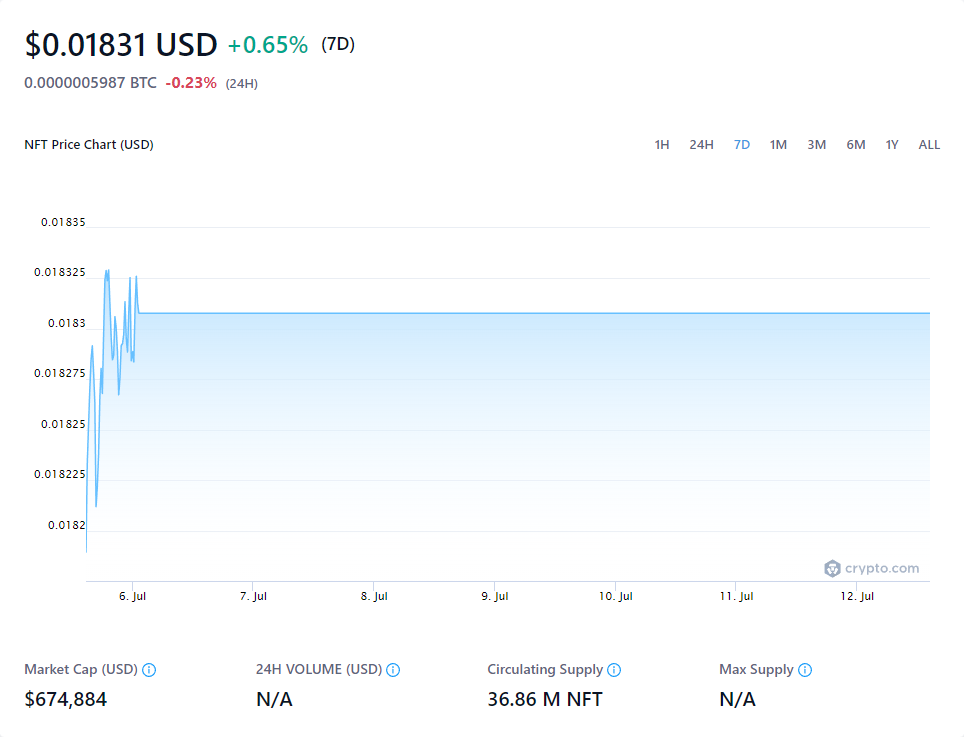 $0.01831 USD +0.65% (7D)
0.0000005987 BTC -0.23% (24H)
NFT Price Chart (USD) 1H 24H 7D 1M 3M 6M 1Y ALL
0.01835
0.018325
0.0183
0.018275
0.01825
0.018225
0.0182
crypto.com
6. Jul 7. Jul 8. Jul 9. Jul 10. Jul 11. Jul 12. Jul
Market Cap (USD) 24H VOLUME (USD) Circulating Supply Max Supply
$674,884 N/A 36.86 M NFT N/A